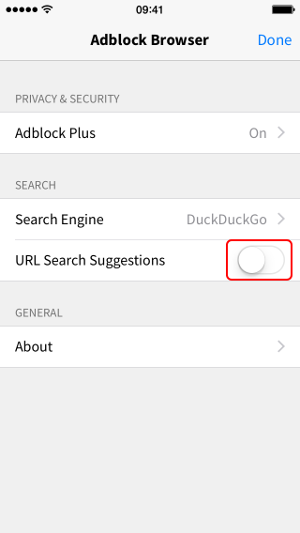 09:41
Adblock Browser Done
PRIVACY & SECURITY
Adblock Plus On
SEARCH
Search Engine DuckDuckGo
URL Search Suggestions
GENERAL
About